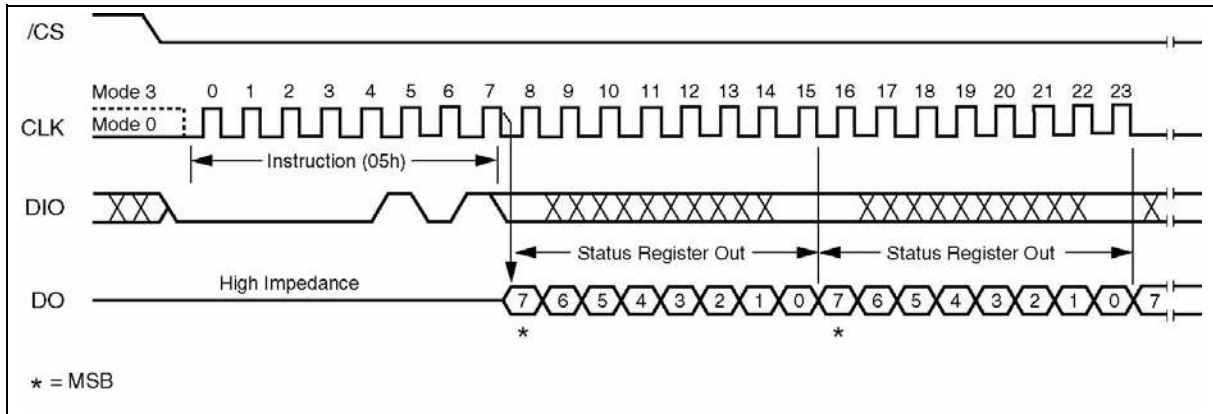 /CS
Mode 3
0 1 2 3 4 5 6 7 8 9 10 11 12 13 14 15 16 17 18 19 20 21 22 23
CLK
Mode 0
Instruction (05h)
DIO
Status Register Out
Status Register Out
High Impedance
DO
7 6 5 4 3 2 1 0 7 6 5 4 3 2 1 0 7
* *
* = MSB